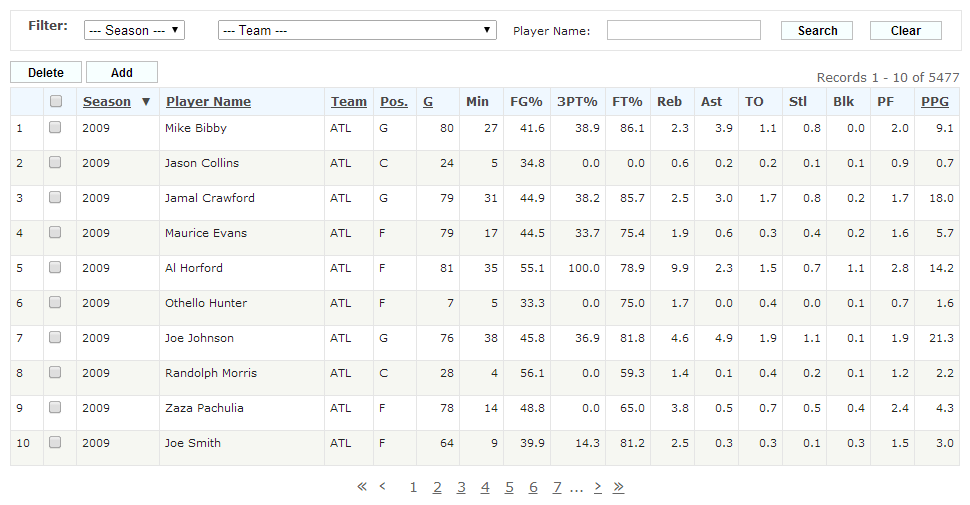 Filter: --- Season --- --- Team --- Player Name: Search Clear
Delete Add Records 1 - 10 of 5477
Season ▼ Player Name Team Pos. G Min FG% 3PT% FT% Reb Ast TO Stl Blk PF PPG
1 2009 Mike Bibby ATL G 80 27 41.6 38.9 86.1 2.3 3.9 1.1 0.8 0.0 2.0 9.1
2 2009 Jason Collins ATL C 24 5 34.8 0.0 0.0 0.6 0.2 0.2 0.1 0.1 0.9 0.7
3 2009 Jamal Crawford ATL G 79 31 44.9 38.2 85.7 2.5 3.0 1.7 0.8 0.2 1.7 18.0
4 2009 Maurice Evans ATL F 79 17 44.5 33.7 75.4 1.9 0.6 0.3 0.4 0.2 1.6 5.7
5 2009 Al Horford ATL F 81 35 55.1 100.0 78.9 9.9 2.3 1.5 0.7 1.1 2.8 14.2
6 2009 Othello Hunter ATL F 7 5 33.3 0.0 75.0 1.7 0.0 0.4 0.0 0.1 0.7 1.6
7 2009 Joe Johnson ATL G 76 38 45.8 36.9 81.8 4.6 4.9 1.9 1.1 0.1 1.9 21.3
8 2009 Randolph Morris ATL C 28 4 56.1 0.0 59.3 1.4 0.1 0.4 0.2 0.1 1.2 2.2
9 2009 Zaza Pachulia ATL F 78 14 48.8 0.0 65.0 3.8 0.5 0.7 0.5 0.4 2.4 4.3
10 2009 Joe Smith ATL F 64 9 39.9 14.3 81.2 2.5 0.3 0.3 0.1 0.3 1.5 3.0
« ‹ 1 2 3 4 5 6 7 ... › »